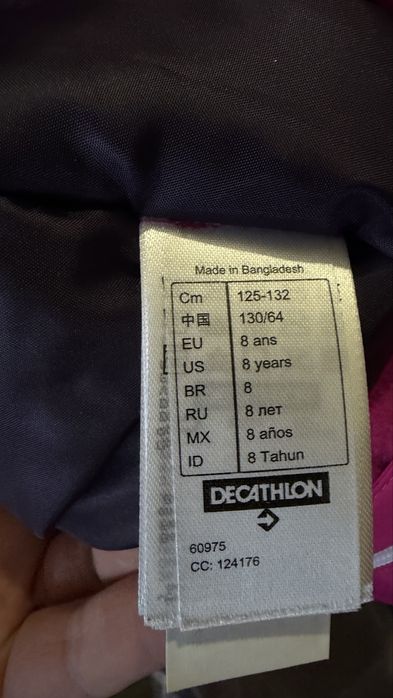 Made in Bangladesh
Cm 125-132
中国 130/64
EU 8 ans
US 8 years
BR 8
RU 8 лет
MX 8 años
ID 8 Tahun
DECATHLON
60975
CC: 124176